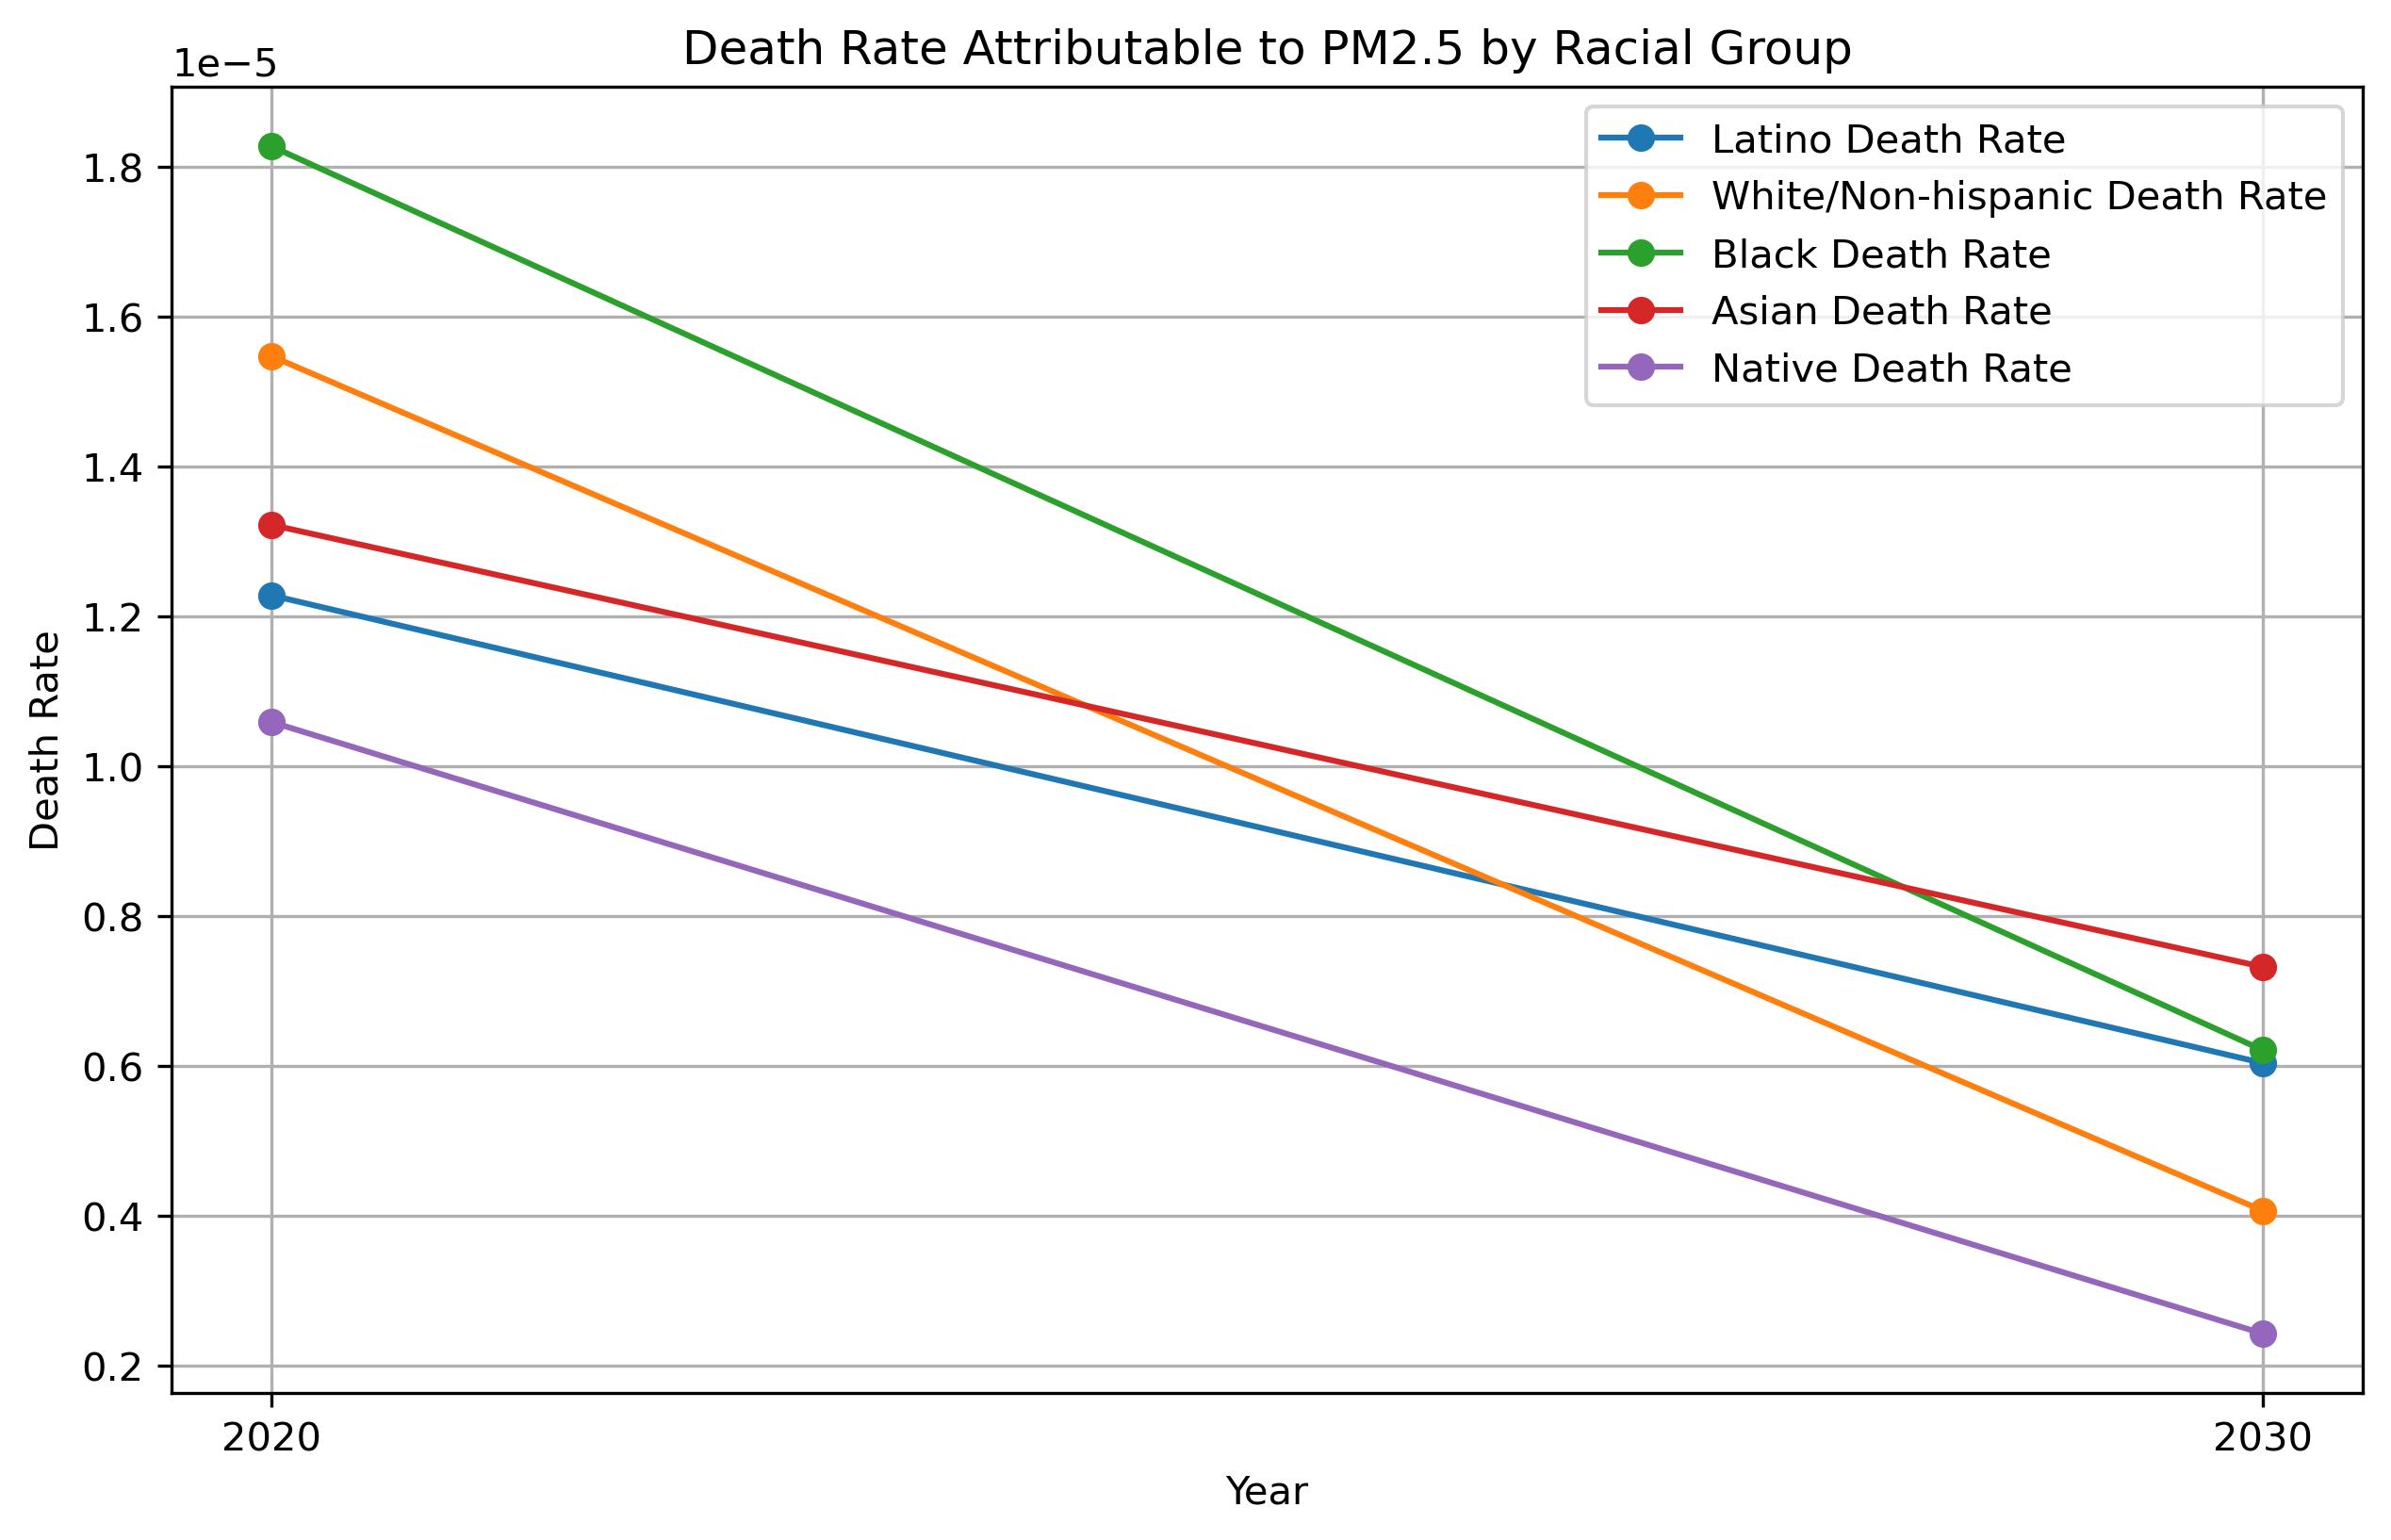 Death Rate Attributable to PM2.5 by Racial Group
1e−5
1.8
1.6
1.4
1.2
1.0
0.8
0.6
0.4
0.2
Death Rate
Latino Death Rate
White/Non-hispanic Death Rate
Black Death Rate
Asian Death Rate
Native Death Rate
2020 2030
Year